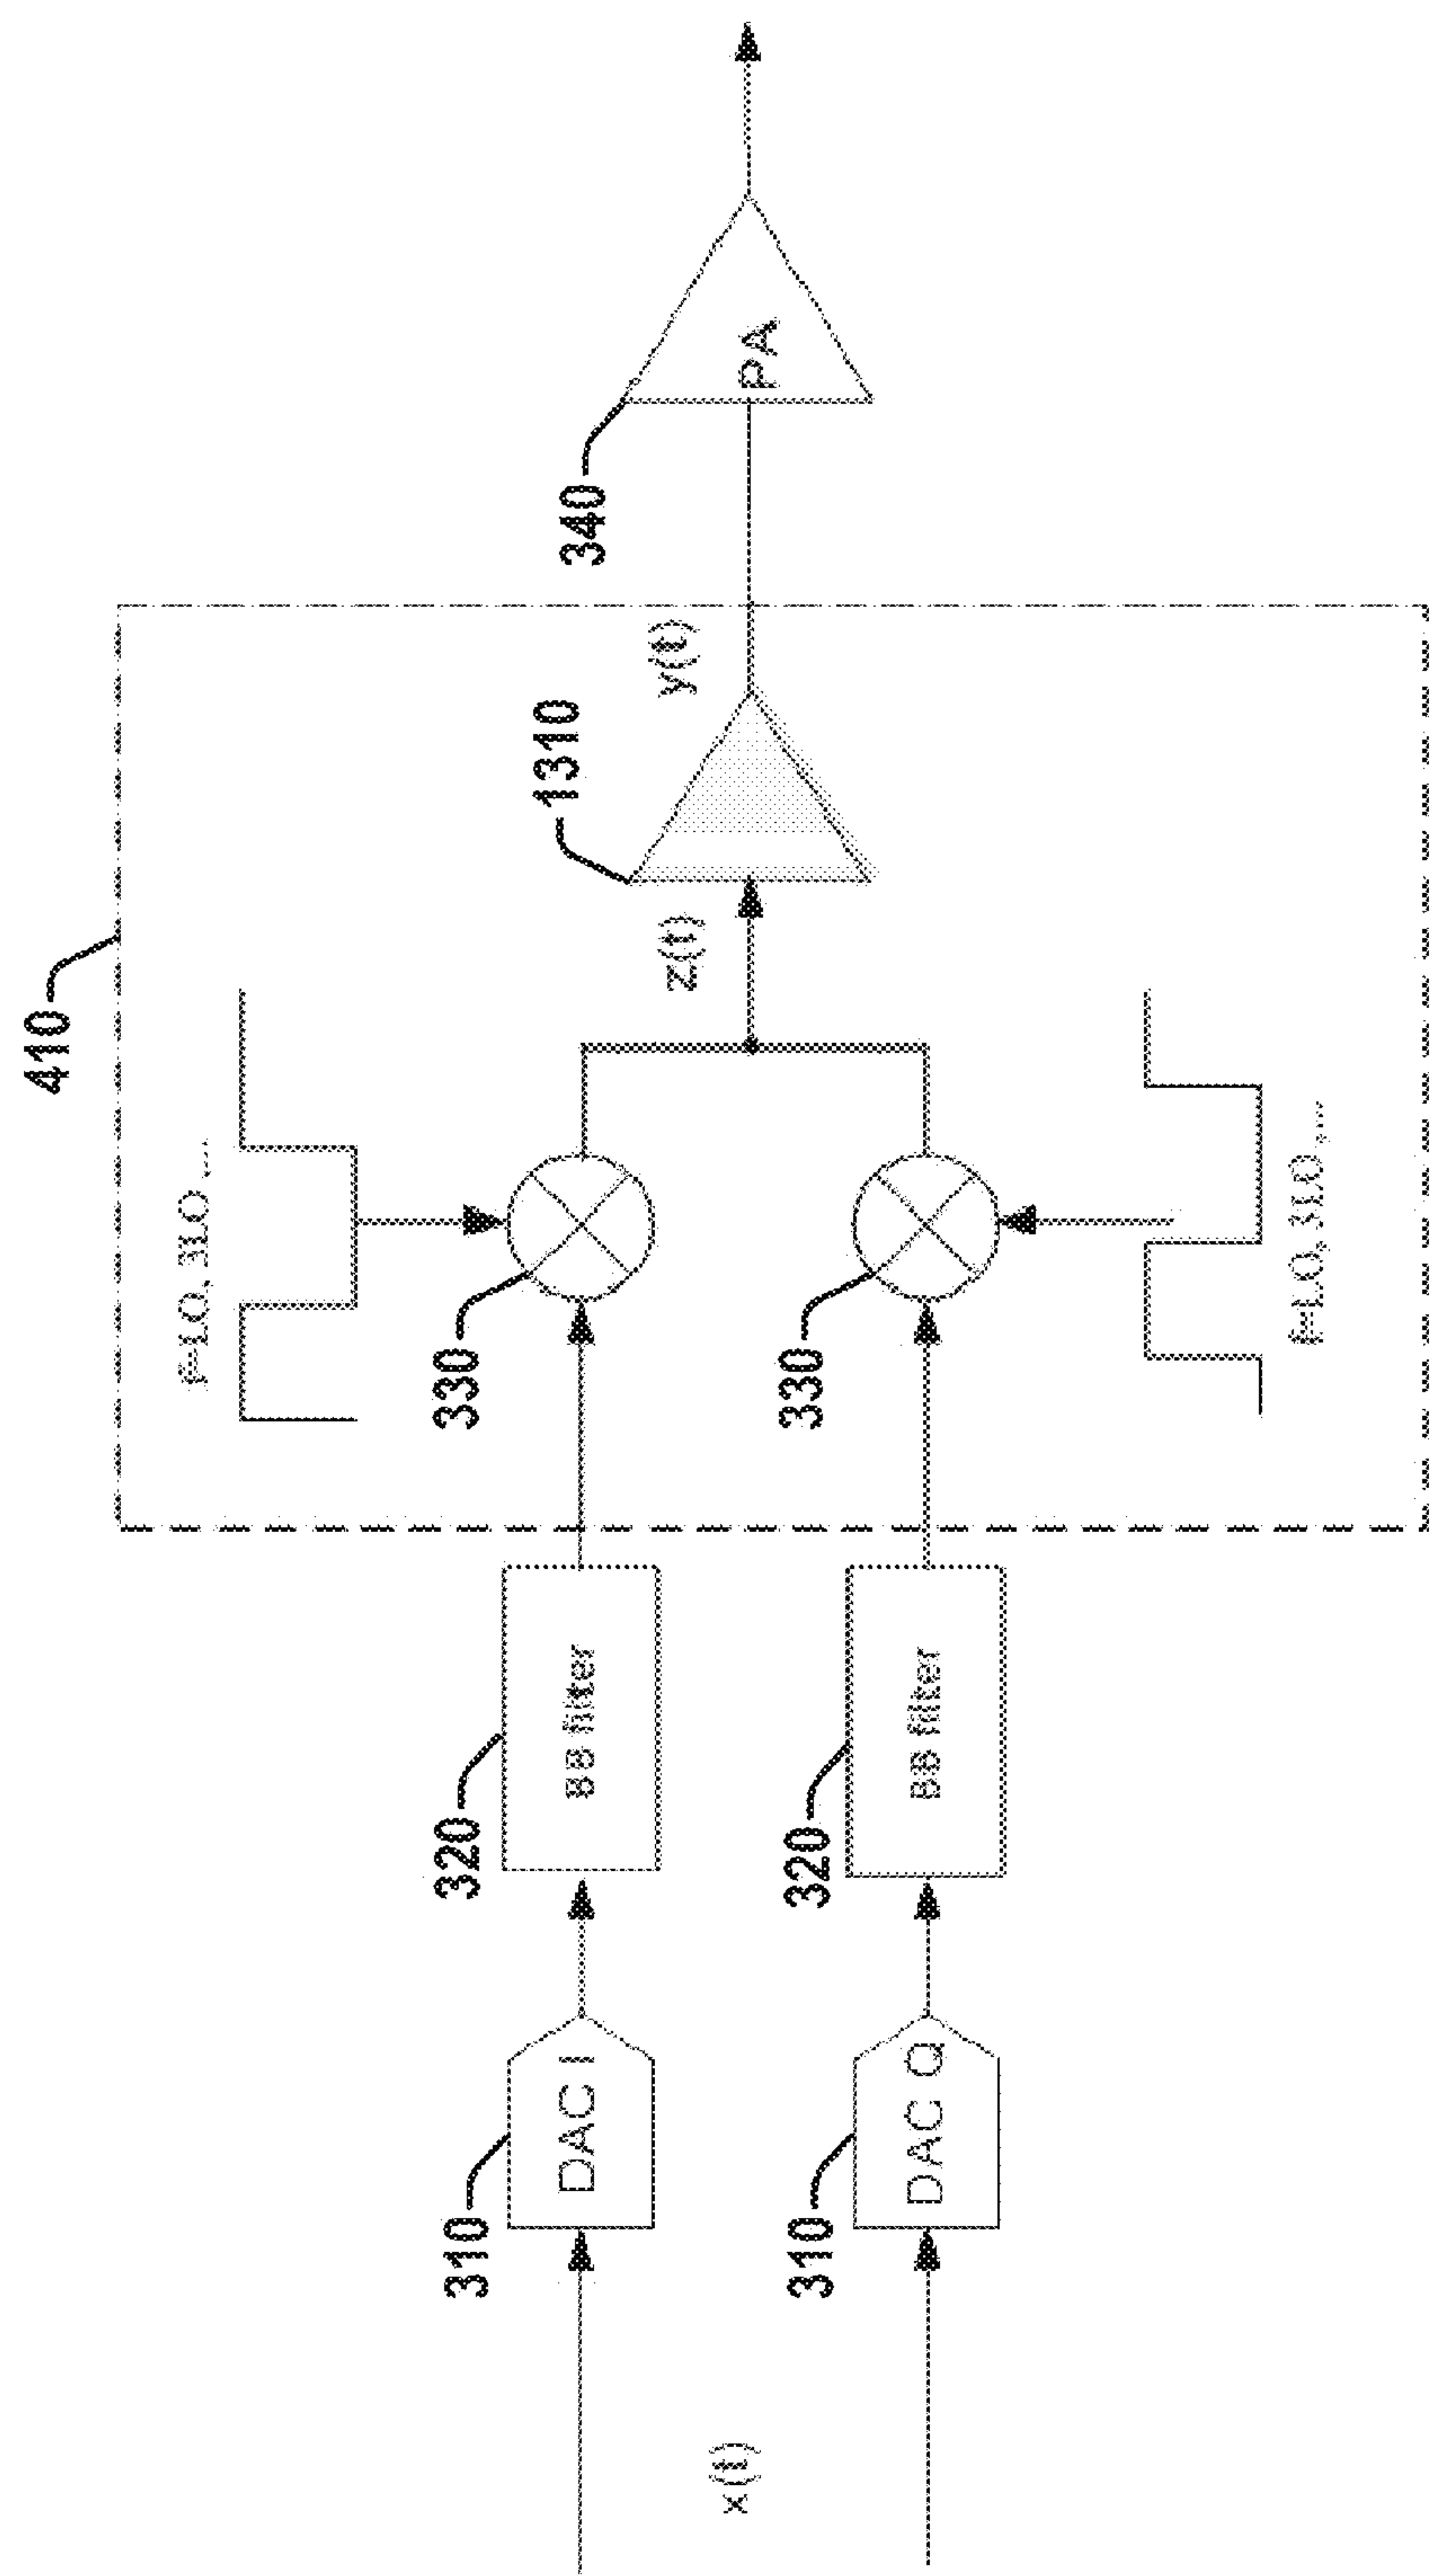 410
f=LO, 3LO ....
330
1310
z(t)
y(t)
340
PA
310
DAC I
320
BB filter
x(t)
310
DAC Q
320
BB filter
330
f=LO, 3LO ....